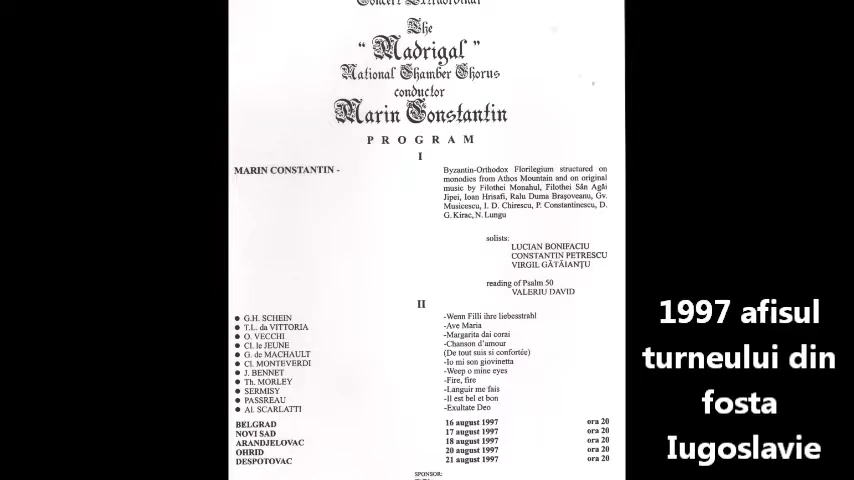 Concert Extraordinar
The
“ Madrigal ”
National Chamber Chorus
conductor
Marin Constantin
P R O G R A M
I
MARIN CONSTANTIN -
Byzantin-Orthodox Florilegium structured on
monodies from Athos Mountain and on original
music by Filothei Monahul, Filothei Sân Agăi
Jipei, Ioan Hrisafi, Ralu Duma Brașoveanu, Gv.
Musicescu, I. D. Chirescu, P. Constantinescu, D.
G. Kirac, N. Lungu
solists:
LUCIAN BONIFACIU
CONSTANTIN PETRESCU
VIRGIL GĂTĂIANȚU
reading of Psalm 50
VALERIU DAVID
II
● G.H. SCHEIN -Wenn Filli ihre liebesstrahl
● T.L. da VITTORIA -Ave Maria
● O. VECCHI -Margarita dai corai
● Cl. le JEUNE -Chanson d’amour
● G. de MACHAULT (De tout suis si confortée)
● Cl. MONTEVERDI -Io mi son giovinetta
● J. BENNET -Weep o mine eyes
● Th. MORLEY -Fire, fire
● SERMISY -Languir me fais
● PASSREAU -Il est bel et bon
● Al. SCARLATTI -Exultate Deo
BELGRAD 16 august 1997 ora 20
NOVI SAD 17 august 1997 ora 20
ARANDJELOVAC 18 august 1997 ora 20
OHRID 20 august 1997 ora 20
DESPOTOVAC 21 august 1997 ora 20
SPONSOR:
1997 afisul
turneului din
fosta
Iugoslavie